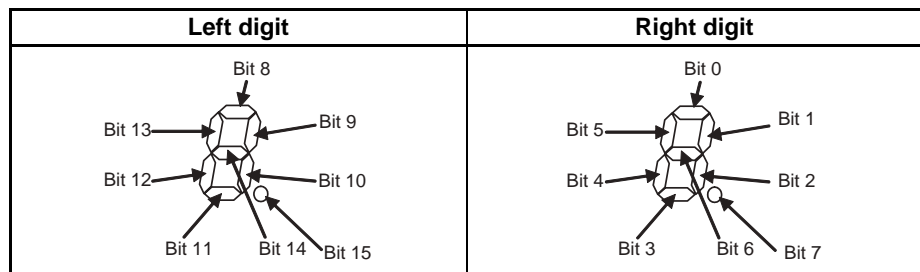 Left digit Right digit
Bit 8 Bit 0
Bit 13 Bit 9 Bit 5 Bit 1
Bit 12 Bit 10 Bit 4 Bit 2
Bit 11 Bit 14 Bit 15 Bit 3 Bit 6 Bit 7